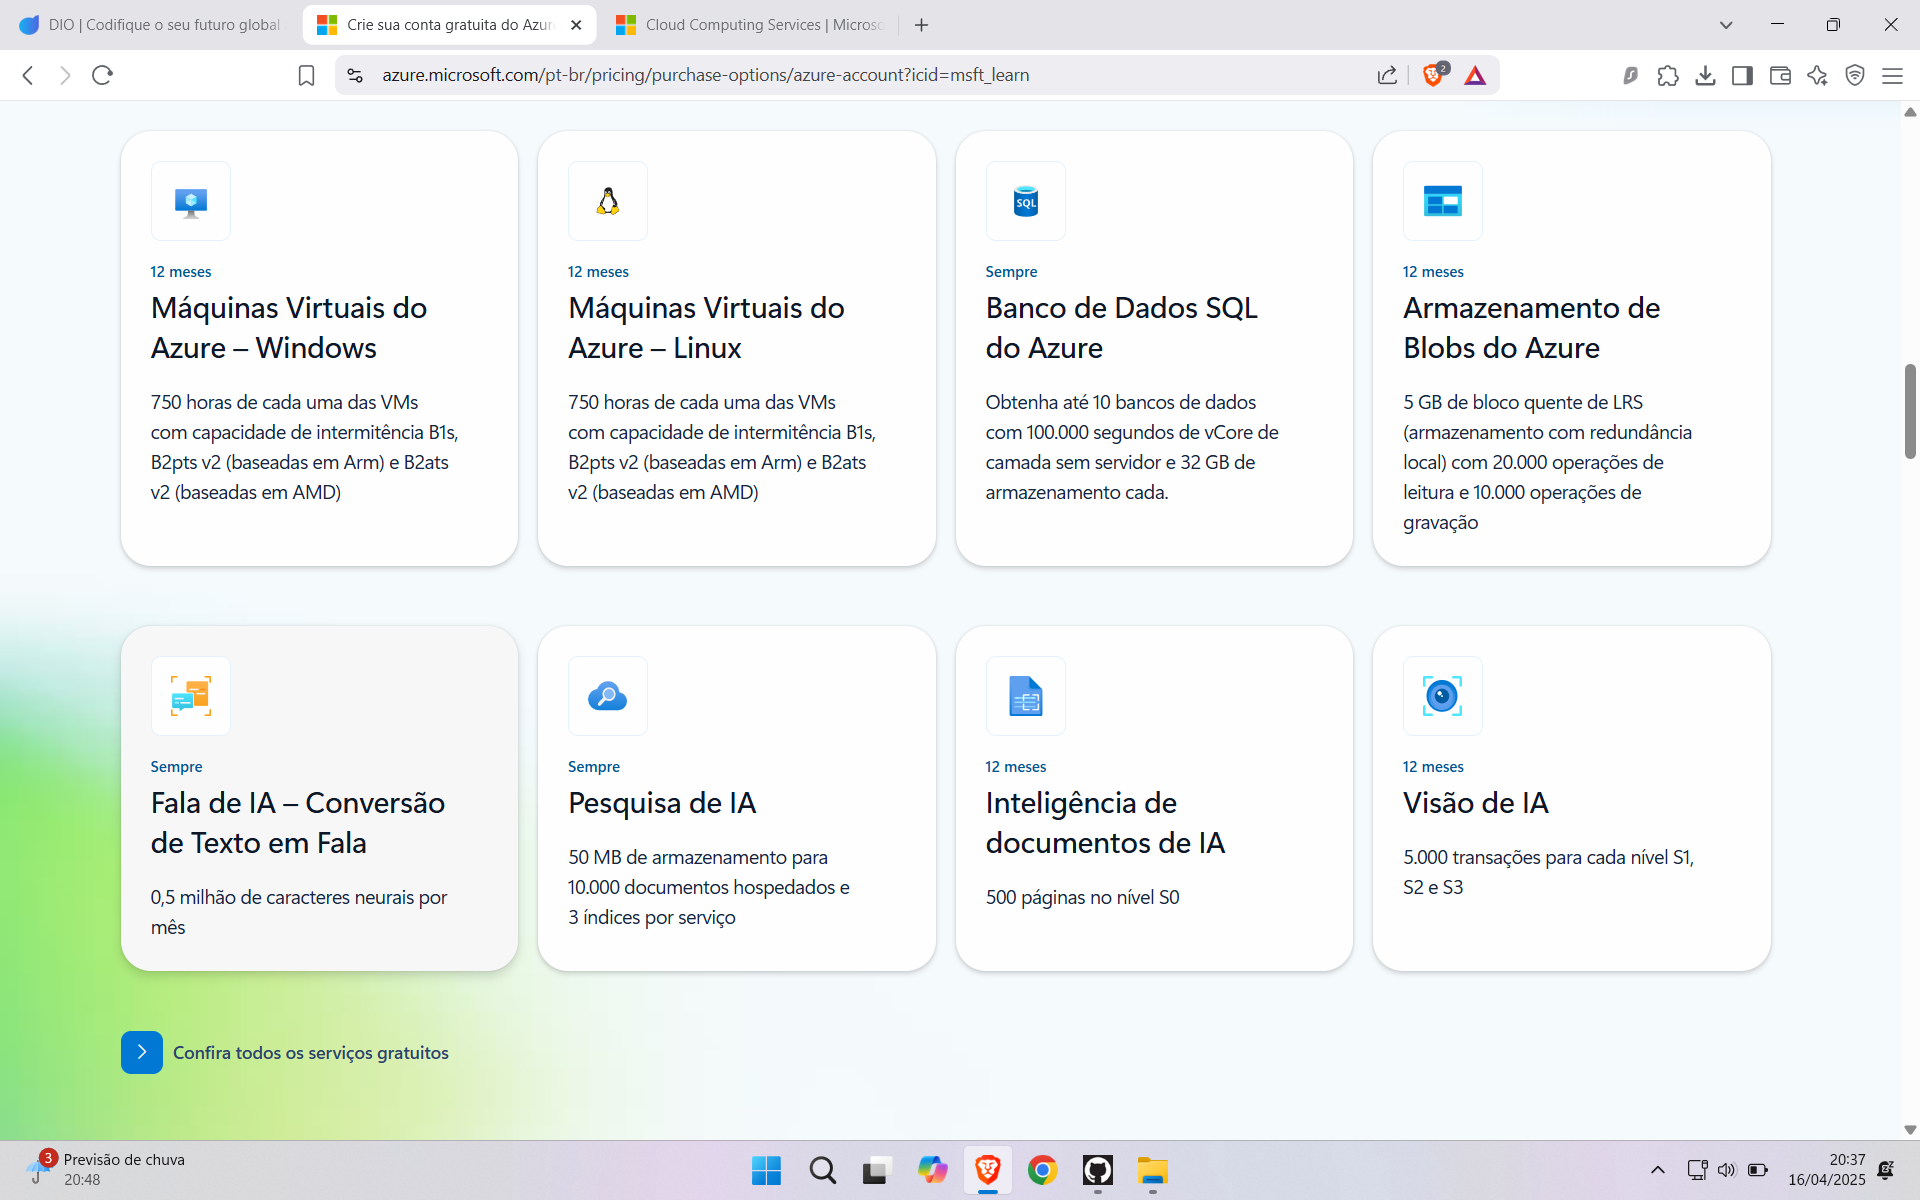 DIO | Codifique o seu futuro global
Crie sua conta gratuita do Azur
Cloud Computing Services | Micros
azure.microsoft.com/pt-br/pricing/purchase-options/azure-account?icid=msft_learn
2
12 meses
Máquinas Virtuais do
Azure – Windows
750 horas de cada uma das VMs
com capacidade de intermitência B1s,
B2pts v2 (baseadas em Arm) e B2ats
v2 (baseadas em AMD)
12 meses
Máquinas Virtuais do
Azure – Linux
750 horas de cada uma das VMs
com capacidade de intermitência B1s,
B2pts v2 (baseadas em Arm) e B2ats
v2 (baseadas em AMD)
SQL
Sempre
Banco de Dados SQL
do Azure
Obtenha até 10 bancos de dados
com 100.000 segundos de vCore de
camada sem servidor e 32 GB de
armazenamento cada.
12 meses
Armazenamento de
Blobs do Azure
5 GB de bloco quente de LRS
(armazenamento com redundância
local) com 20.000 operações de
leitura e 10.000 operações de
gravação
Sempre
Fala de IA – Conversão
de Texto em Fala
0,5 milhão de caracteres neurais por
mês
Sempre
Pesquisa de IA
50 MB de armazenamento para
10.000 documentos hospedados e
3 índices por serviço
12 meses
Inteligência de
documentos de IA
500 páginas no nível S0
12 meses
Visão de IA
5.000 transações para cada nível S1,
S2 e S3
Confira todos os serviços gratuitos
3
Previsão de chuva
20:48
20:37
16/04/2025